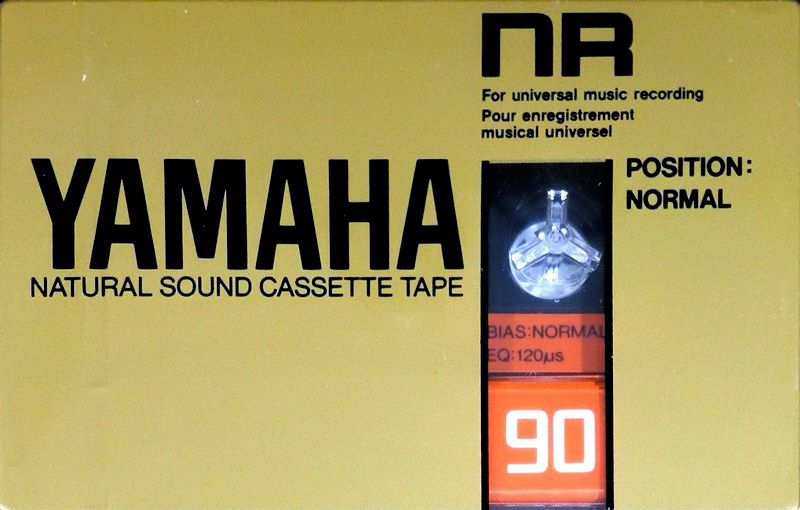 nR
For universal music recording
Pour enregistrement
musical universel
YAMAHA
NATURAL SOUND CASSETTE TAPE
POSITION:
NORMAL
BIAS:NORMAL
EQ:120µs
90